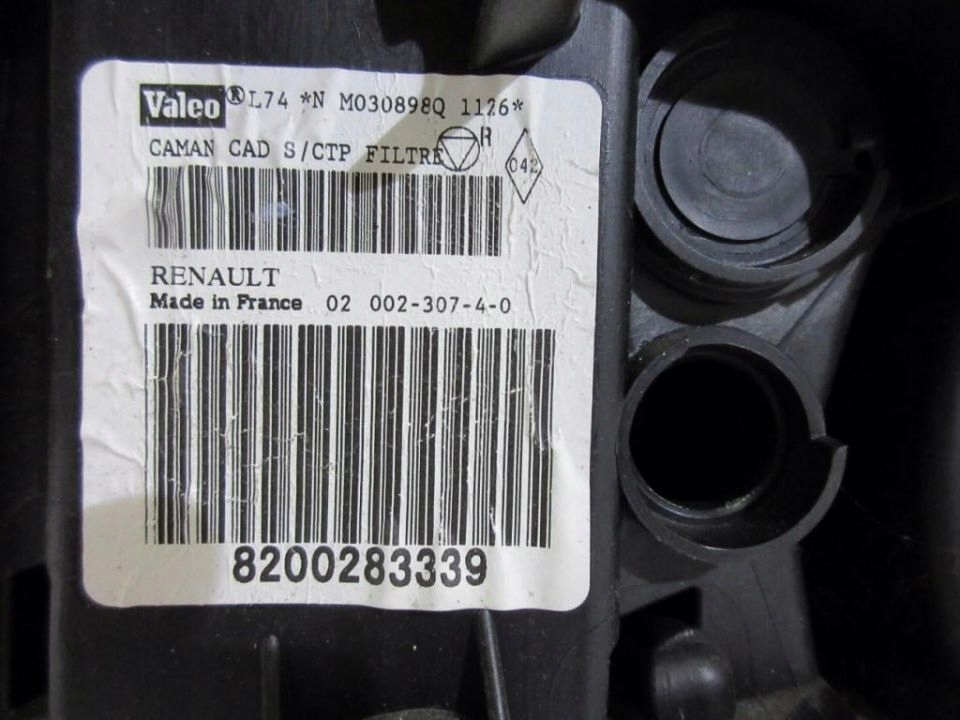 Valeo® L74 *N M030898Q 1126*
CAMAN CAD S/CTP FILTRE R 042
RENAULT
Made in France 02 002-307-4-0
8200283339